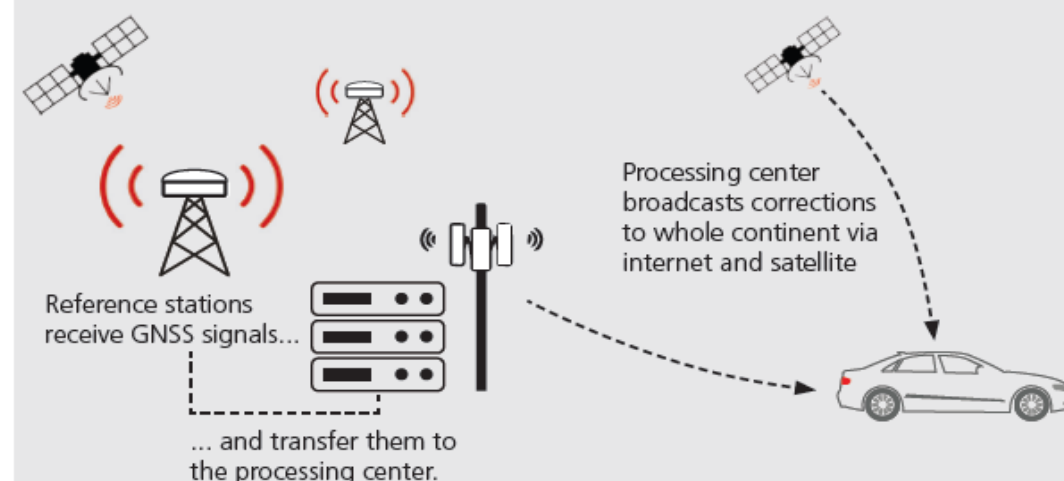 Reference stations
receive GNSS signals...
... and transfer them to
the processing center.
Processing center
broadcasts corrections
to whole continent via
internet and satellite